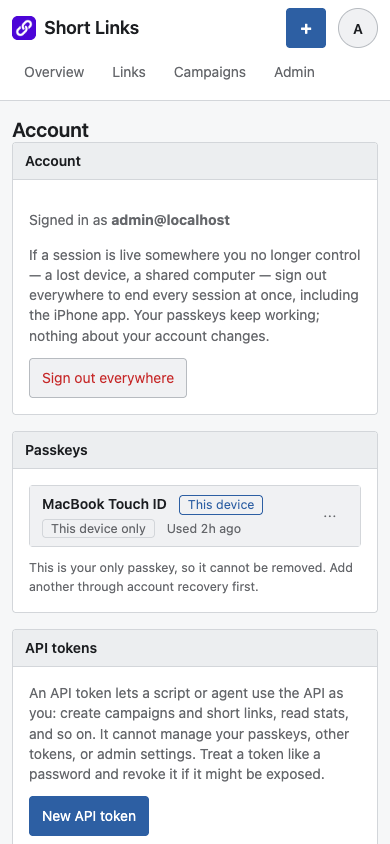 Short Links
+
A
Overview
Links
Campaigns
Admin
Account
Account
Signed in as admin@localhost
If a session is live somewhere you no longer control
— a lost device, a shared computer — sign out
everywhere to end every session at once, including
the iPhone app. Your passkeys keep working;
nothing about your account changes.
Sign out everywhere
Passkeys
MacBook Touch ID
This device
...
This device only
Used 2h ago
This is your only passkey, so it cannot be removed. Add
another through account recovery first.
API tokens
An API token lets a script or agent use the API as
you: create campaigns and short links, read stats,
and so on. It cannot manage your passkeys, other
tokens, or admin settings. Treat a token like a
password and revoke it if it might be exposed.
New API token